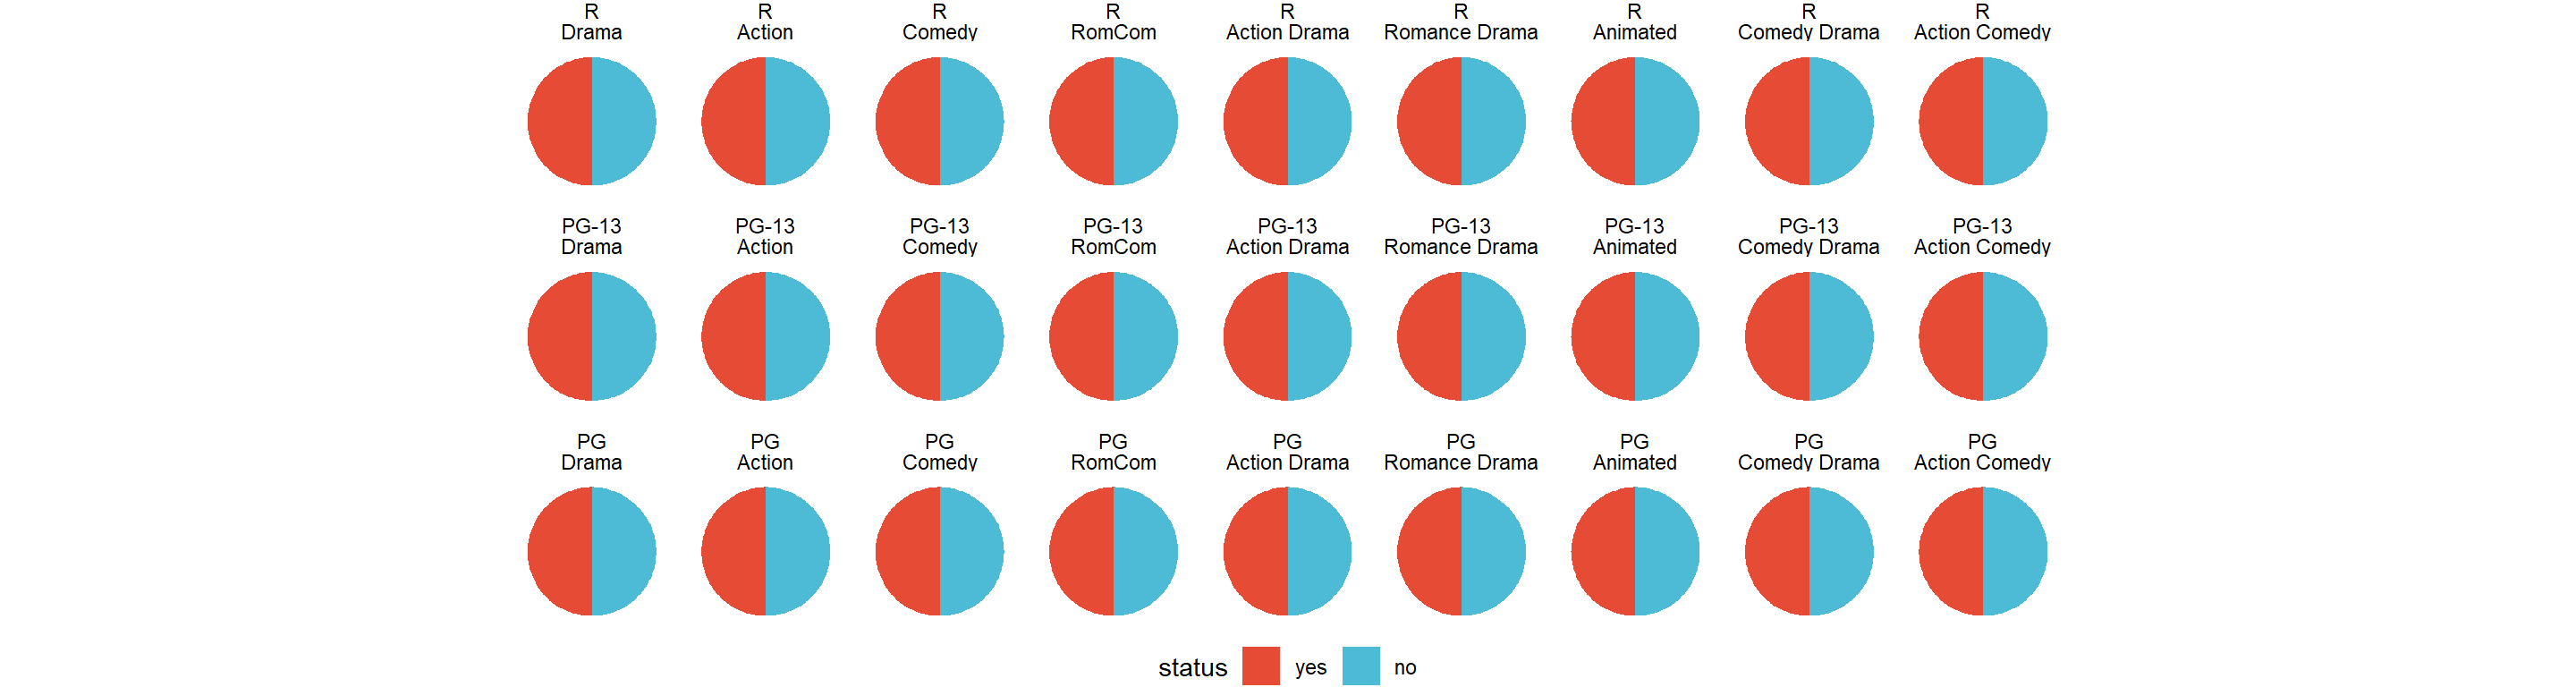 R R R R R R R R R
Drama Action Comedy RomCom Action Drama Romance Drama Animated Comedy Drama Action Comedy
PG-13 PG-13 PG-13 PG-13 PG-13 PG-13 PG-13 PG-13 PG-13
Drama Action Comedy RomCom Action Drama Romance Drama Animated Comedy Drama Action Comedy
PG PG PG PG PG PG PG PG PG
Drama Action Comedy RomCom Action Drama Romance Drama Animated Comedy Drama Action Comedy
status yes no